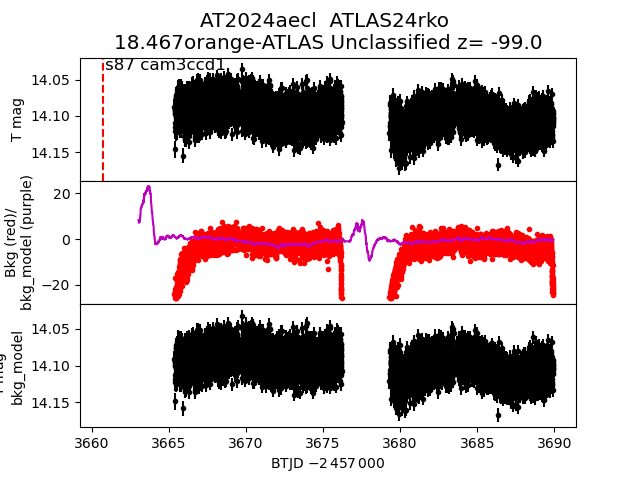 AT2024aecl  ATLAS24rko
18.467orange-ATLAS Unclassified z= -99.0
s87 cam3ccd1
T mag
14.05
14.10
14.15
Bkg (red)/
bkg_model (purple)
20
0
−20
bkg_model
14.05
14.10
14.15
3660 3665 3670 3675 3680 3685 3690
BTJD −2 457 000